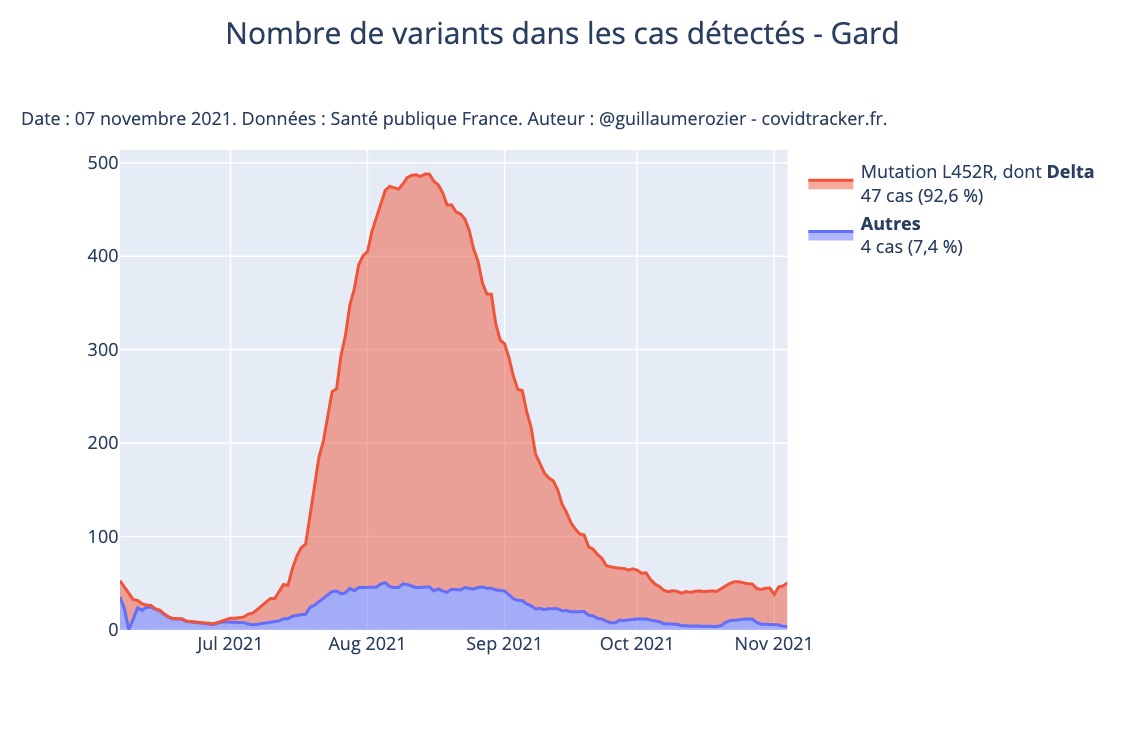 Nombre de variants dans les cas détectés - Gard
Date : 07 novembre 2021. Données : Santé publique France. Auteur : @guillaumerozier - covidtracker.fr.
500
400
300
200
100
0
Jul 2021
Aug 2021
Sep 2021
Oct 2021
Nov 2021
Mutation L452R, dont Delta
47 cas (92,6 %)
Autres
4 cas (7,4 %)